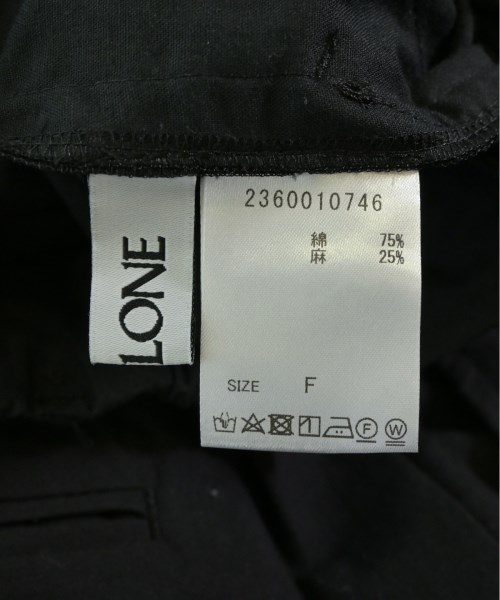 LONE
2360010746
綿 75%
麻 25%
SIZE F
F W